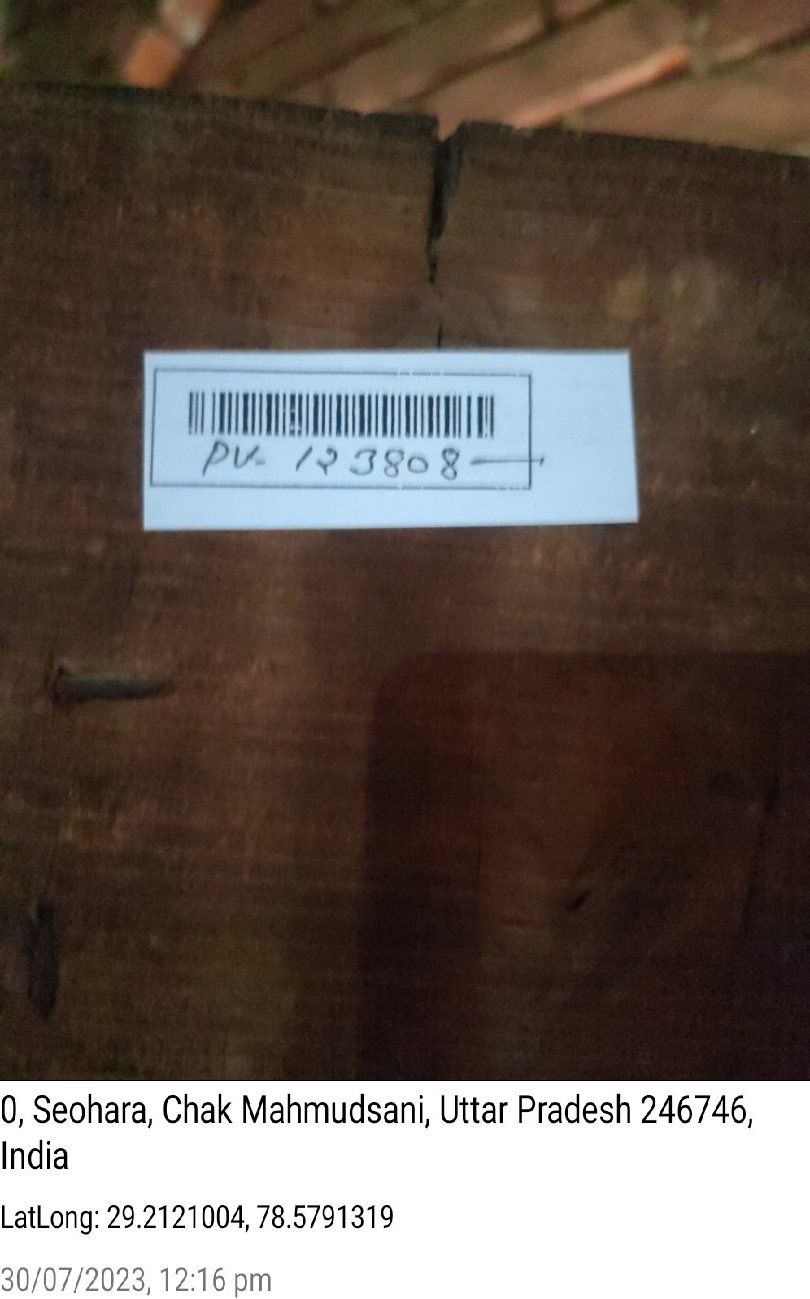 PV- 123808
0, Seohara, Chak Mahmudsani, Uttar Pradesh 246746,
India
LatLong: 29.2121004, 78.5791319
30/07/2023, 12:16 pm